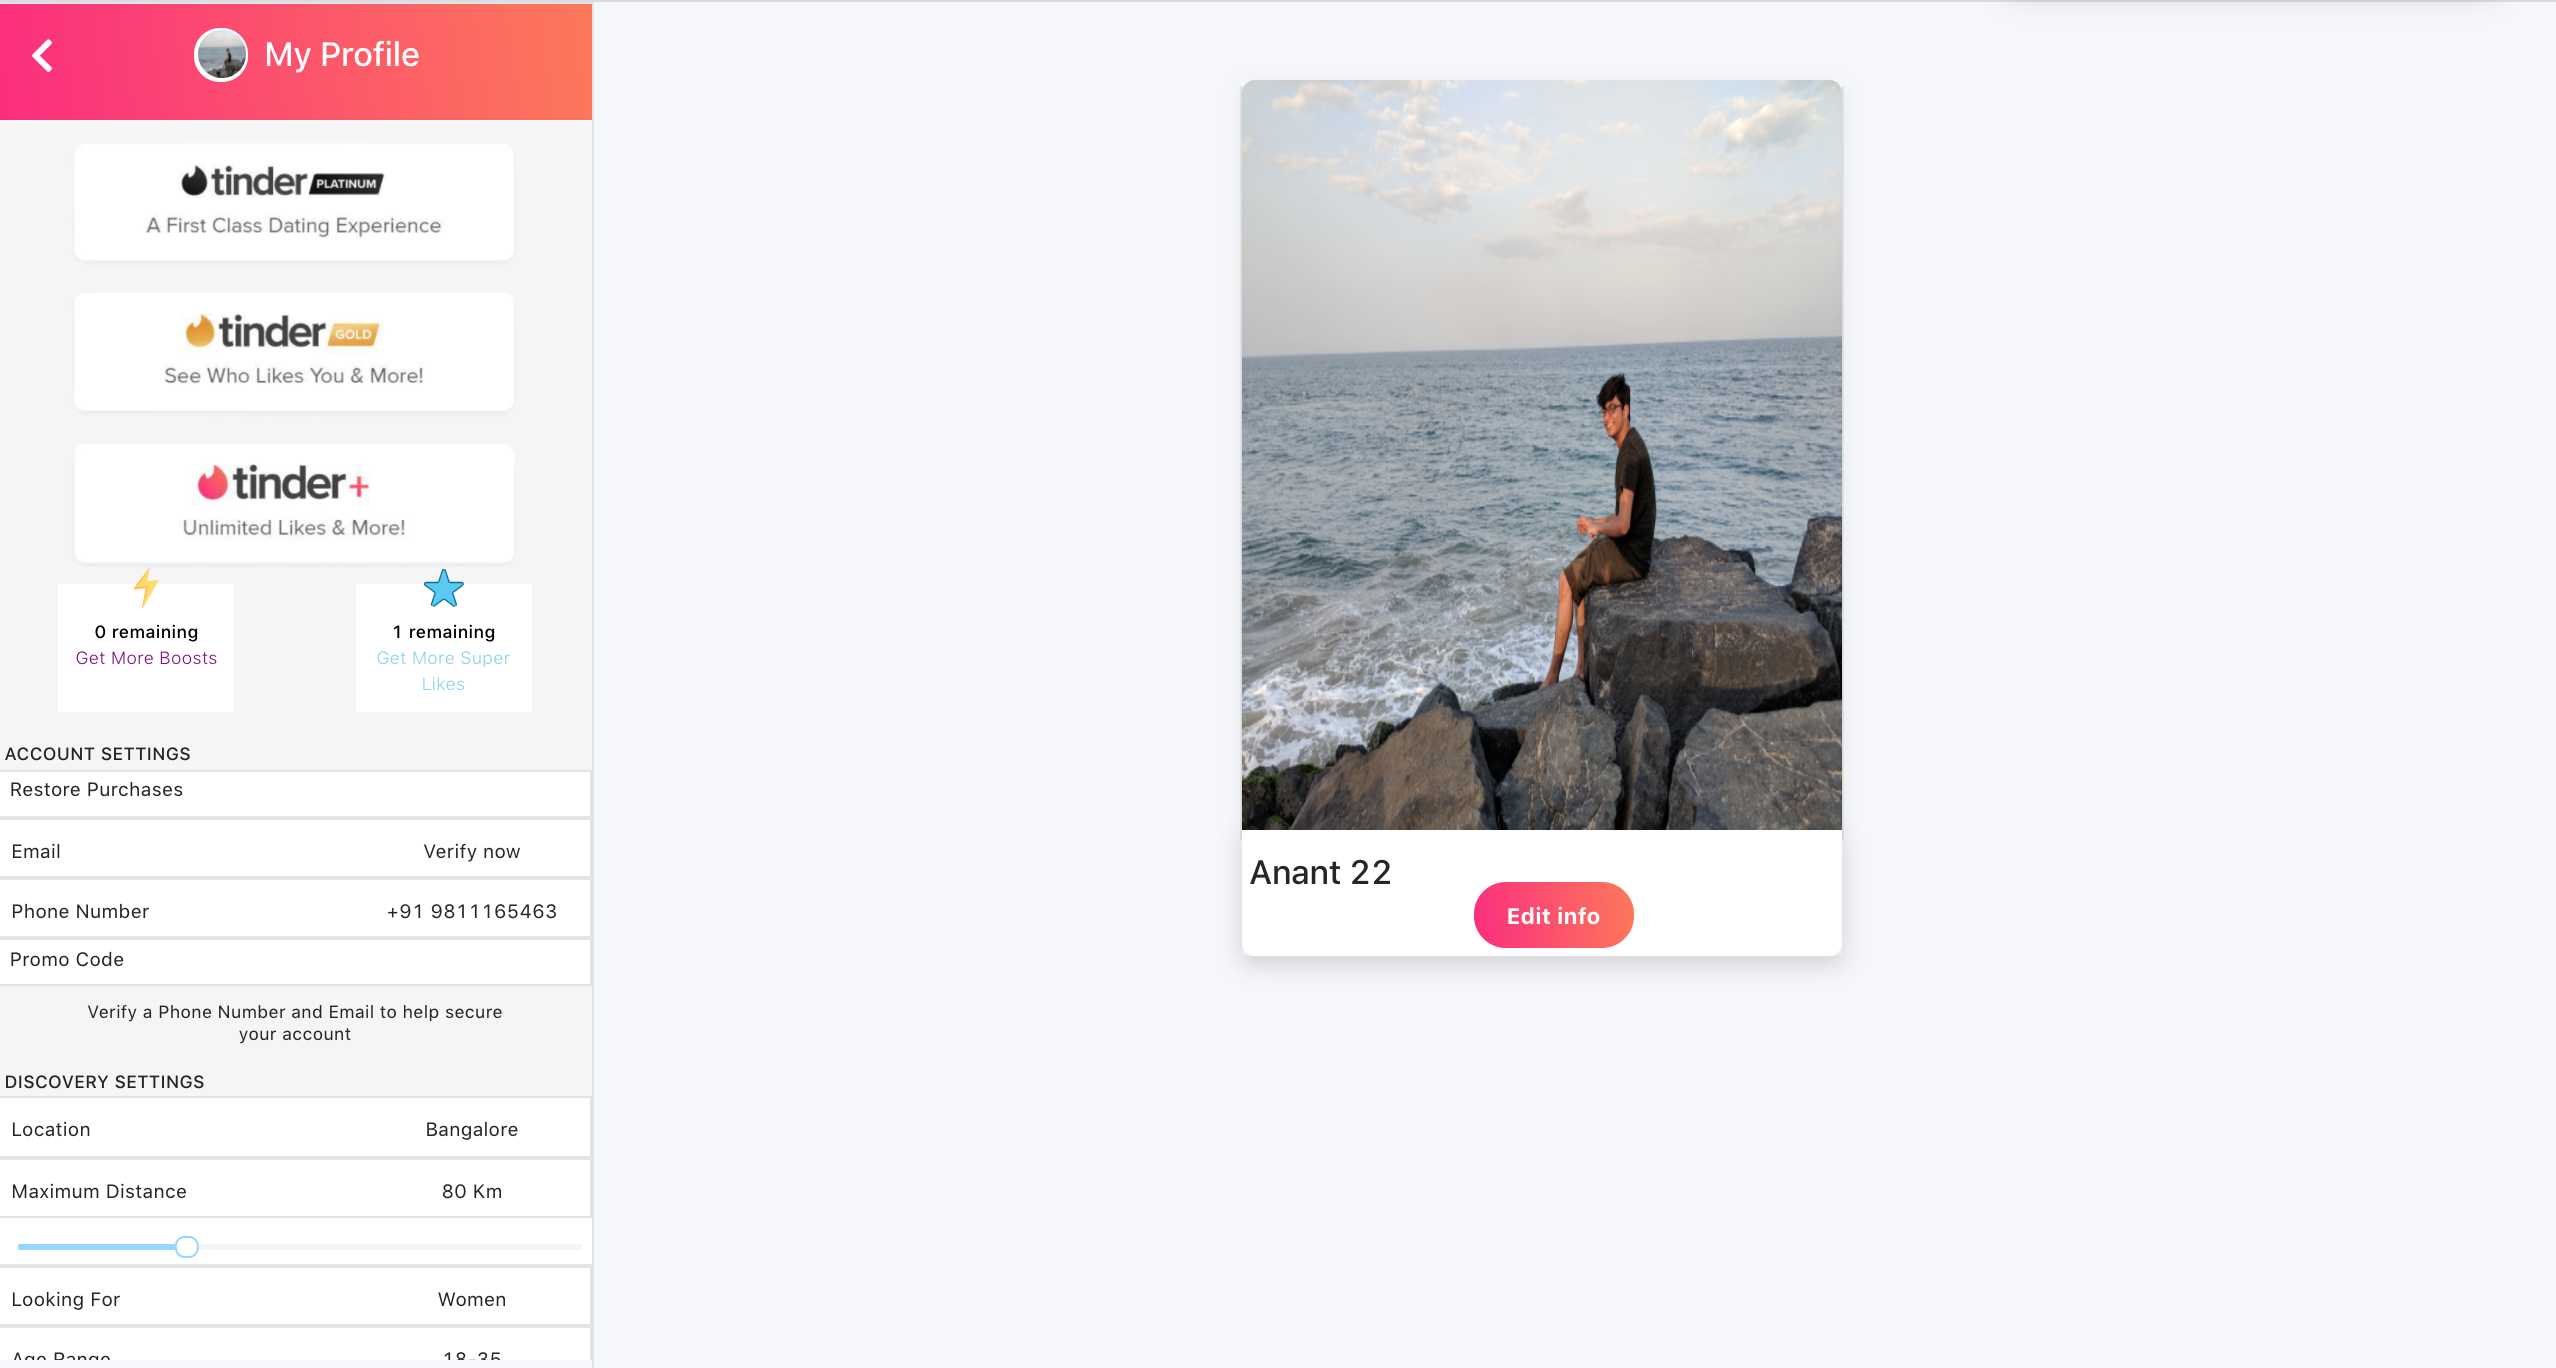 My Profile
tinder PLATINUM
A First Class Dating Experience
tinder GOLD
See Who Likes You & More!
tinder+
Unlimited Likes & More!
0 remaining
Get More Boosts
1 remaining
Get More Super
Likes
ACCOUNT SETTINGS
Restore Purchases
Email Verify now
Phone Number +91 9811165463
Promo Code
Verify a Phone Number and Email to help secure
your account
DISCOVERY SETTINGS
Location Bangalore
Maximum Distance 80 Km
Looking For Women
Age Range 18-35
Anant 22
Edit info